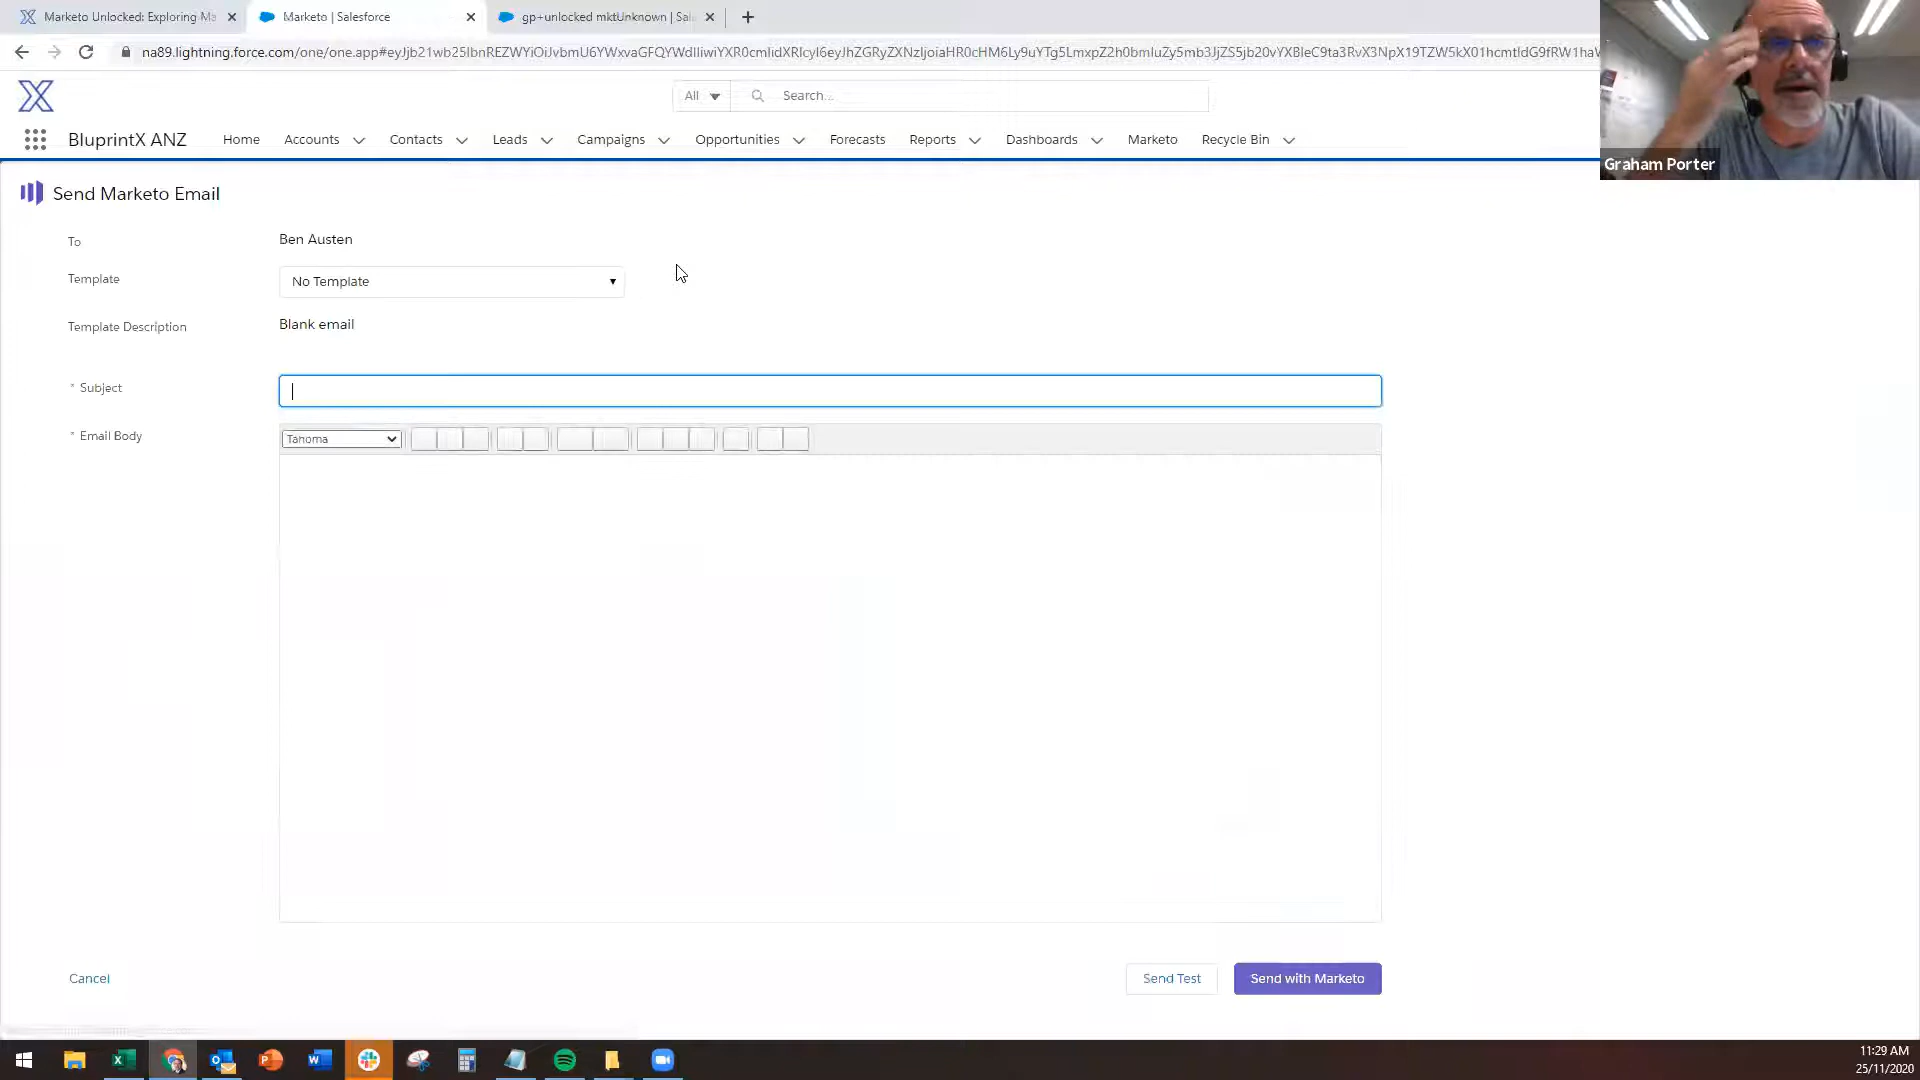 Marketo Unlocked: Exploring Ma
Marketo | Salesforce
gp+unlocked mktUnknown | Sal
na89.lightning.force.com/one/one.app#
All
Search...
BluprintX ANZ
Home
Accounts
Contacts
Leads
Campaigns
Opportunities
Forecasts
Reports
Dashboards
Marketo
Recycle Bin
Graham Porter
Send Marketo Email
To
Ben Austen
Template
No Template
Template Description
Blank email
* Subject
* Email Body
Tahoma
Cancel
Send Test
Send with Marketo
11:29 AM
25/11/2020